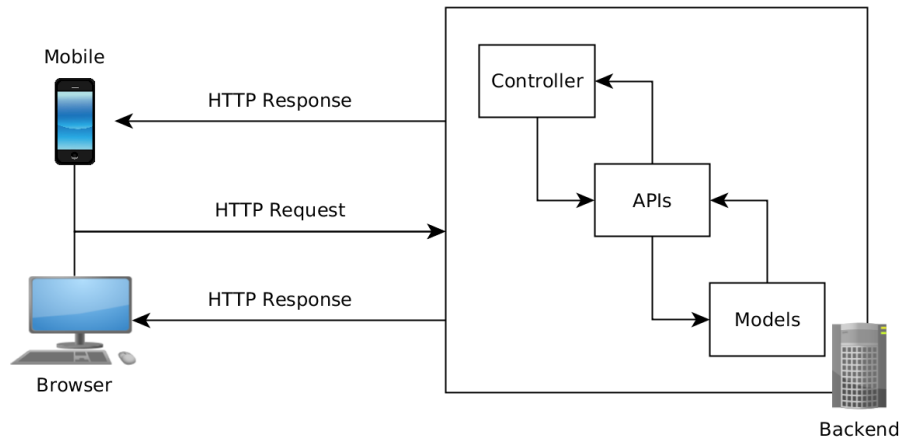 Mobile
HTTP Response
HTTP Request
HTTP Response
Browser
Controller
APIs
Models
Backend